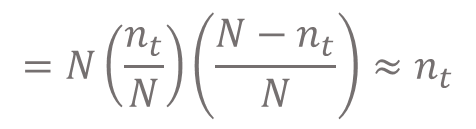 = N (n_t / N) ((N − n_t) / N) ≈ n_t